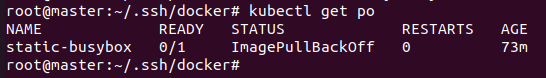 root@master:~/.ssh/docker# kubectl get po
NAME READY STATUS RESTARTS AGE
static-busybox 0/1 ImagePullBackOff 0 73m
root@master:~/.ssh/docker#